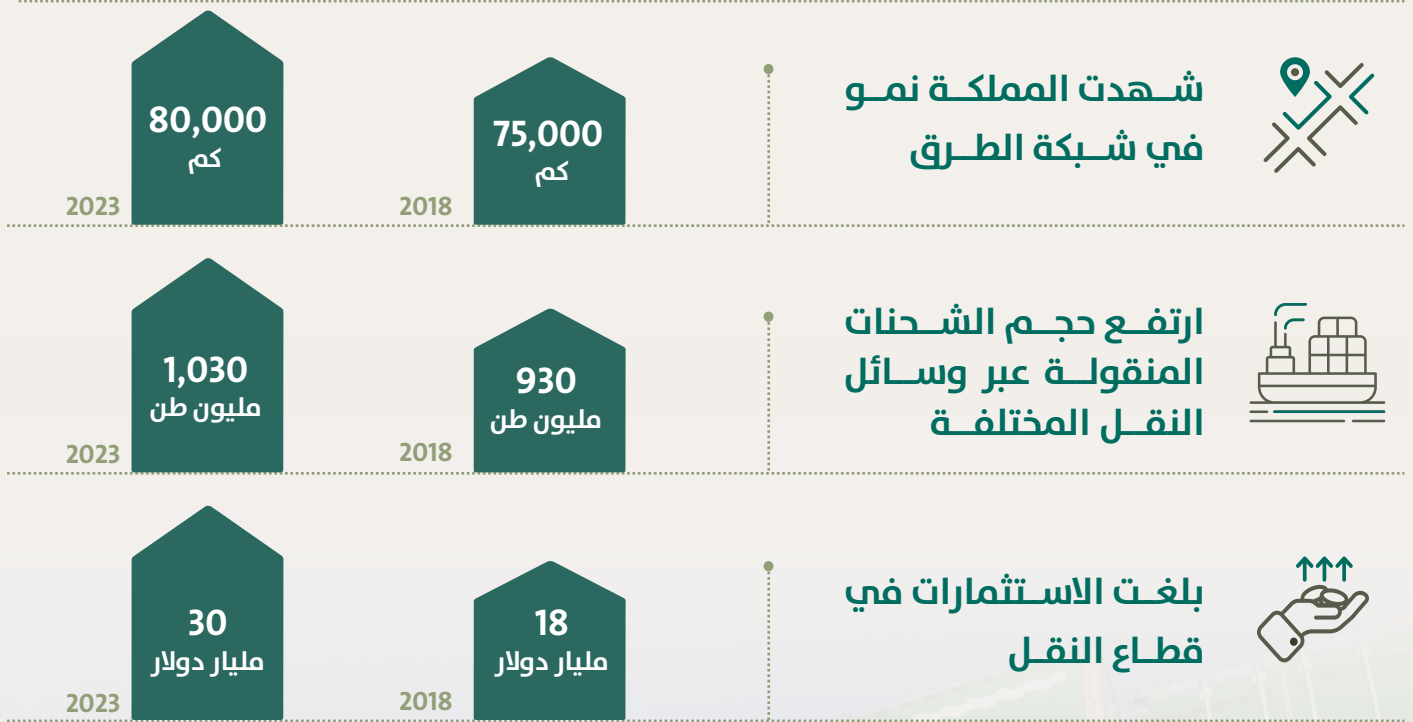 شهدت المملكة نمو
في شبكة الطرق
75,000
كم
2018
80,000
كم
2023
ارتفع حجم الشحنات
المنقولة عبر وسائل
النقل المختلفة
930
مليون طن
2018
1,030
مليون طن
2023
بلغت الاستثمارات في
قطاع النقل
18
مليار دولار
2018
30
مليار دولار
2023